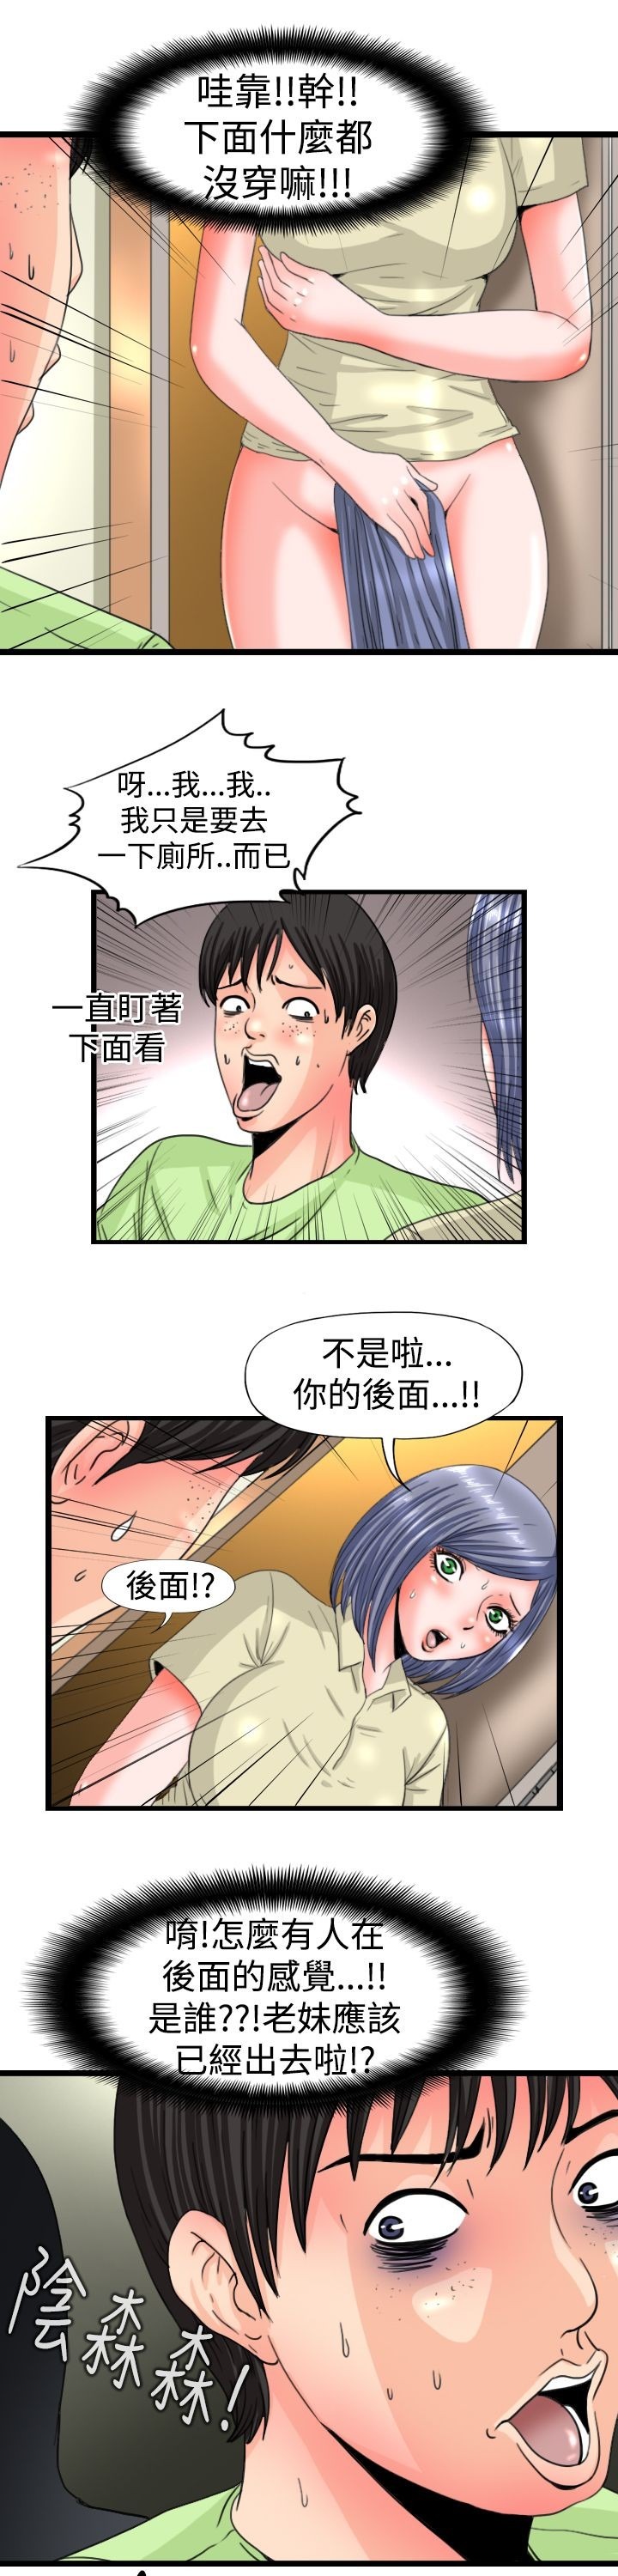 哇靠!!幹!!
下面什麼都
沒穿嘛!!!
呀...我...我..
我只是要去
一下廁所..而已
一直盯著
下面看
不是啦...
你的後面...!!
後面!?
唷!怎麼有人在
後面的感覺...!!
是誰??!老妹應該
已經出去啦!?
陰森森!